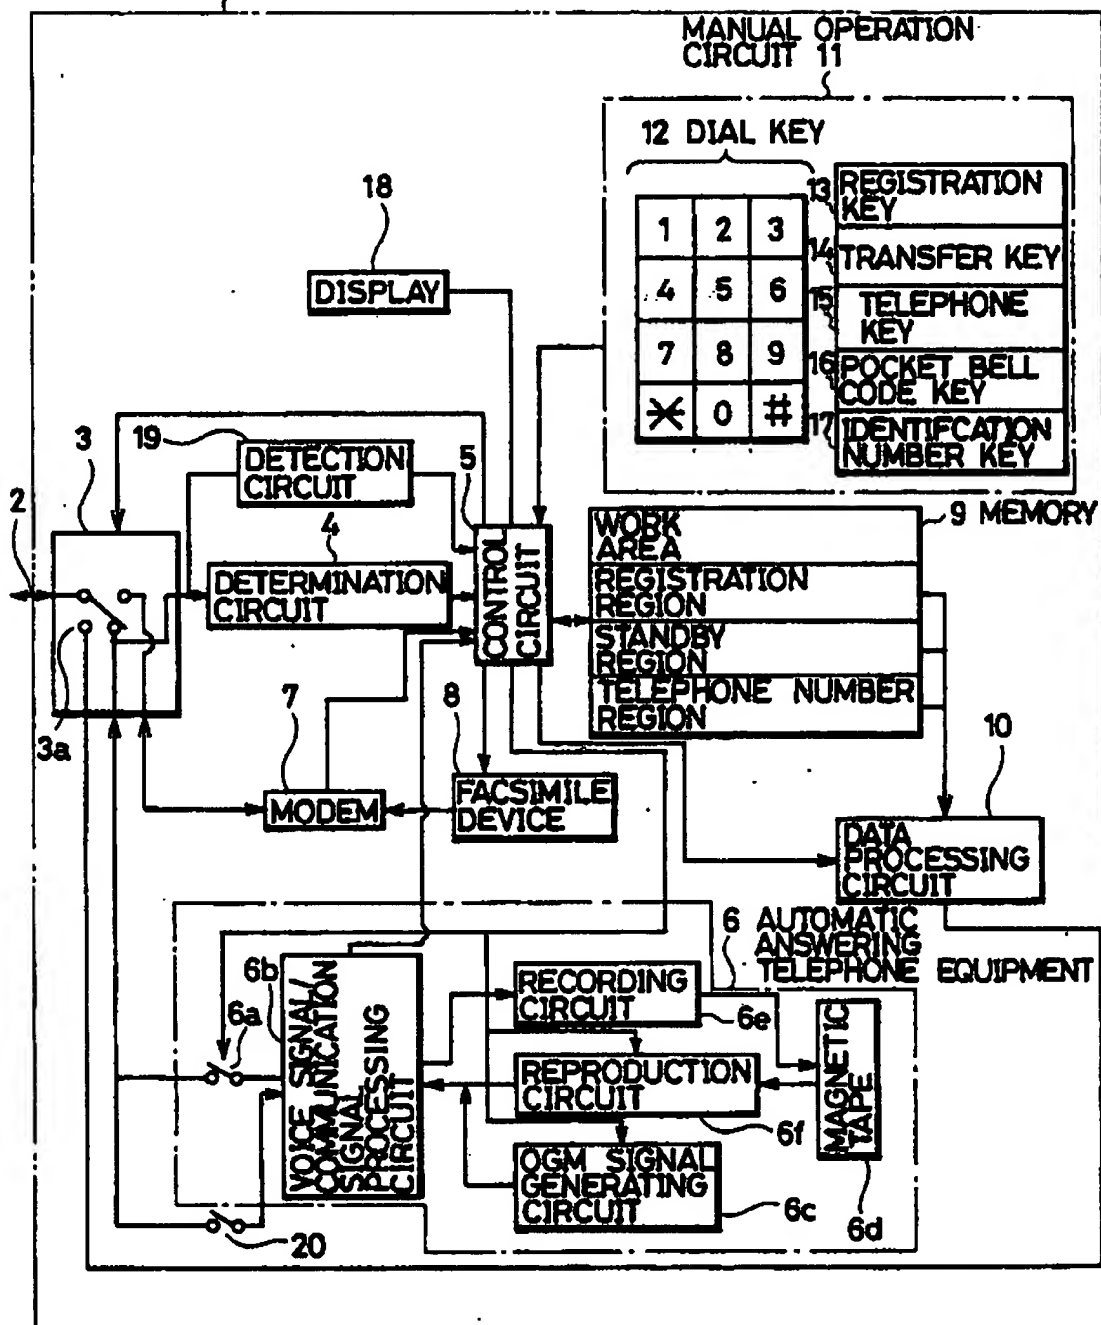 MANUAL OPERATION
CIRCUIT 11
12 DIAL KEY
1 2 3
4 5 6
7 8 9
* 0 #
13
REGISTRATION
KEY
14
TRANSFER KEY
15
TELEPHONE
KEY
16
POCKET BELL
CODE KEY
17
IDENTIFCATION
NUMBER KEY
18
DISPLAY
19
DETECTION
CIRCUIT
3
2
3a
4
DETERMINATION
CIRCUIT
5
CONTROL
CIRCUIT
9 MEMORY
WORK
AREA
REGISTRATION
REGION
STANDBY
REGION
TELEPHONE NUMBER
REGION
7
MODEM
8
FACSIMILE
DEVICE
10
DATA
PROCESSING
CIRCUIT
6 AUTOMATIC
ANSWERING
TELEPHONE EQUIPMENT
6b
6a
VOICE SIGNAL/
COMMUNICATION
SIGNAL
PROCESSING
CIRCUIT
RECORDING
CIRCUIT
6e
REPRODUCTION
CIRCUIT
6f
OGM SIGNAL
GENERATING
CIRCUIT
6c
MAGNETIC
TAPE
6d
20